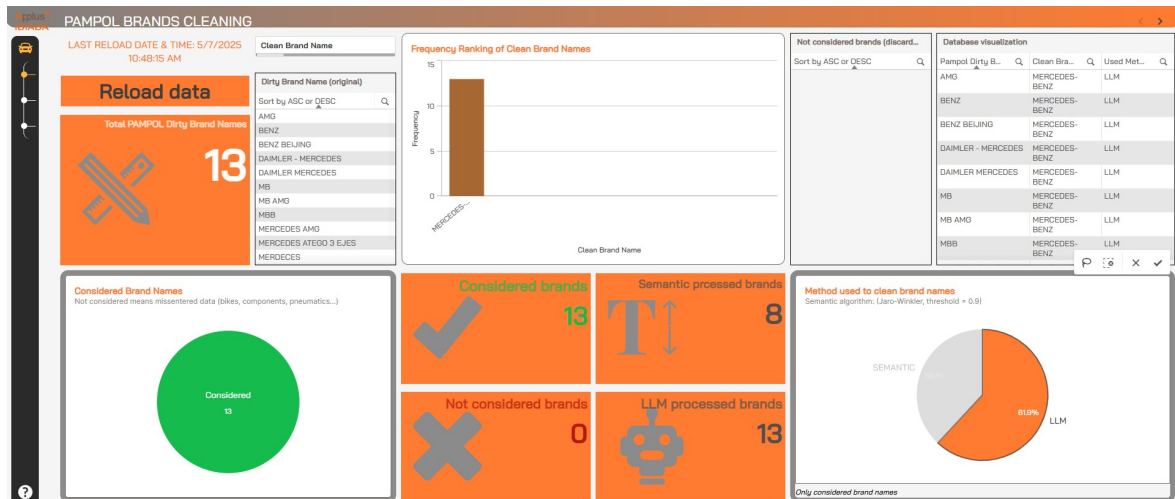 PAMPOL BRANDS CLEANING
IDIADA
LAST RELOAD DATE & TIME: 5/7/2025
10:48:15 AM
Reload data
Total PAMPOL Dirty Brand Names
13
Clean Brand Name
Dirty Brand Name (original)
Sort by ASC or DESC
AMG
BENZ
BENZ BEIJING
DAIMLER - MERCEDES
DAIMLER MERCEDES
MB
MB AMG
MBB
MERCEDES AMG
MERCEDES ATEGO 3 EJES
MERDECES
Frequency Ranking of Clean Brand Names
15
10
5
0
Frequency
MERCEDES-...
Clean Brand Name
Not considered brands (discard...
Sort by ASC or DESC
Database visualization
Pampol Dirty B... Clean Bra... Used Met...
AMG MERCEDES- LLM
BENZ
BENZ MERCEDES- LLM
BENZ
BENZ BEIJING MERCEDES- LLM
BENZ
DAIMLER - MERCEDES MERCEDES- LLM
BENZ
DAIMLER MERCEDES MERCEDES- LLM
BENZ
MB MERCEDES- LLM
BENZ
MB AMG MERCEDES- LLM
BENZ
MBB MERCEDES- LLM
BENZ
Considered Brand Names
Not considered means missentered data (bikes, components, pneumatics...)
Considered
13
Considered brands
13
Semantic prcessed brands
8
Not considered brands
0
LLM processed brands
13
Method used to clean brand names
Semantic algorithm: (Jaro-Winkler, threshold = 0.9)
SEMANTIC
61.9%
LLM
Only considered brand names